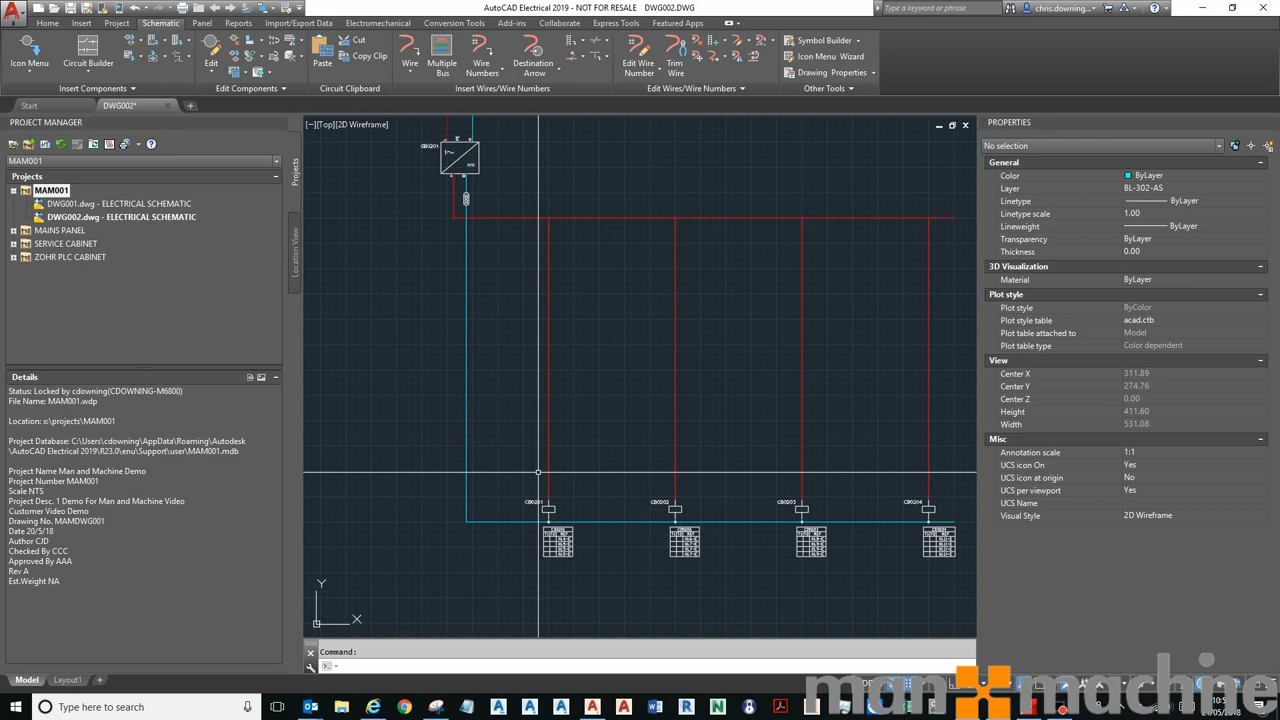 AutoCAD Electrical 2019 - NOT FOR RESALE DWG002.DWG
Type a keyword or phrase
chris.downing...
Home Insert Project Schematic Panel Reports Import/Export Data Electromechanical Conversion Tools Add-ins Collaborate Express Tools Featured Apps
Icon Menu
Circuit Builder
Edit
Paste
Cut
Copy Clip
Wire
Multiple Bus
Wire Numbers
Destination Arrow
Edit Wire Number
Trim Wire
Symbol Builder
Icon Menu Wizard
Drawing Properties
Insert Components
Edit Components
Circuit Clipboard
Insert Wires/Wire Numbers
Edit Wires/Wire Numbers
Other Tools
Start
DWG002*
PROJECT MANAGER
MAM001
Projects
MAM001
DWG001.dwg - ELECTRICAL SCHEMATIC
DWG002.dwg - ELECTRICAL SCHEMATIC
MAINS PANEL
SERVICE CABINET
ZOHR PLC CABINET
Projects
Location View
Details
Status: Locked by cdowning(CDOWNING-M6800)
File Name: MAM001.wdp
Location: x:\projects\MAM001
Project Database: C:\Users\cdowning\AppData\Roaming\Autodesk
\AutoCAD Electrical 2019\R23.0\enu\Support\user\MAM001.mdb
Project Name Man and Machine Demo
Project Number MAM001
Scale NTS
Project Desc. 1 Demo For Man and Machine Video
Customer Video Demo
Drawing No. MAMDWG001
Date 20/5/18
Author CJD
Checked By CCC
Approved By AAA
Rev A
Est.Weight NA
[−][Top][2D Wireframe]
Y
X
Command:
PROPERTIES
No selection
General
Color ByLayer
Layer BL-302-AS
Linetype ByLayer
Linetype scale 1.00
Lineweight ByLayer
Transparency ByLayer
Thickness 0.00
3D Visualization
Material ByLayer
Plot style
Plot style ByColor
Plot style table acad.ctb
Plot table attached to Model
Plot table type Color dependent
View
Center X 311.89
Center Y 274.76
Center Z 0.00
Height 411.60
Width 531.08
Misc
Annotation scale 1:1
UCS icon On Yes
UCS icon at origin No
UCS per viewport Yes
UCS Name
Visual Style 2D Wireframe
Model
Layout1
man machine
Type here to search